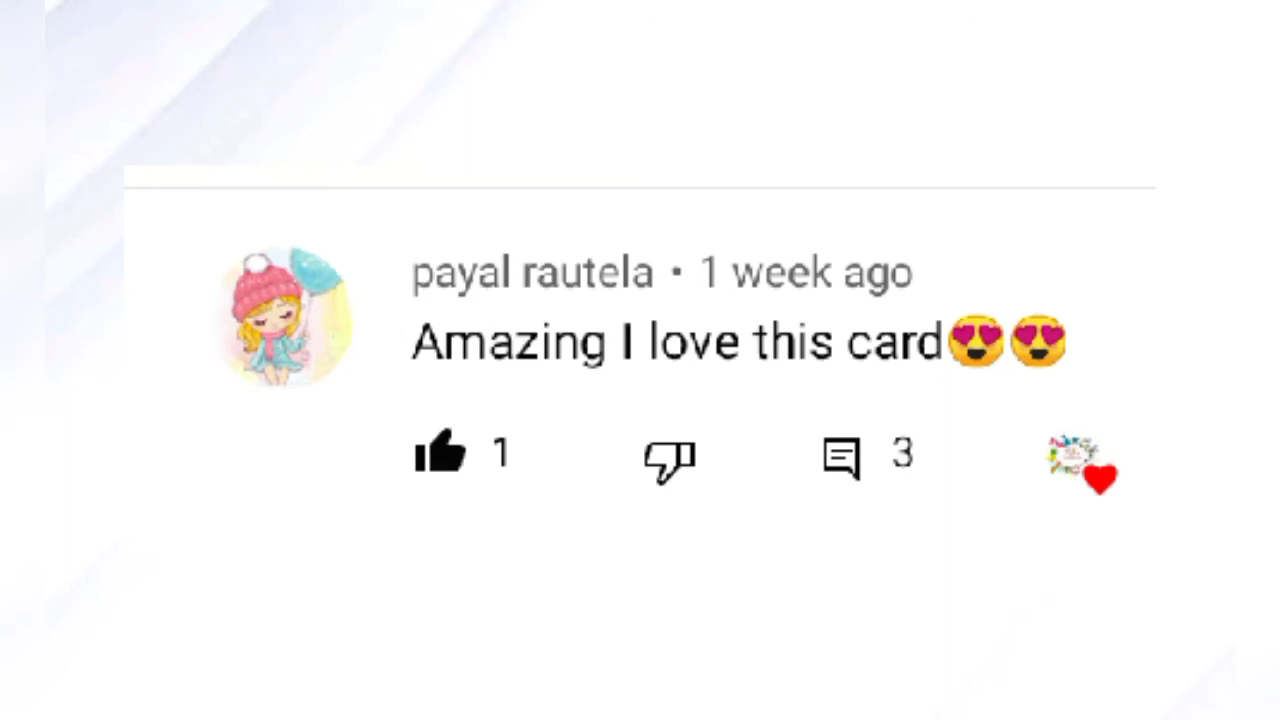 payal rautela • 1 week ago
Amazing I love this card😍😍
1 3